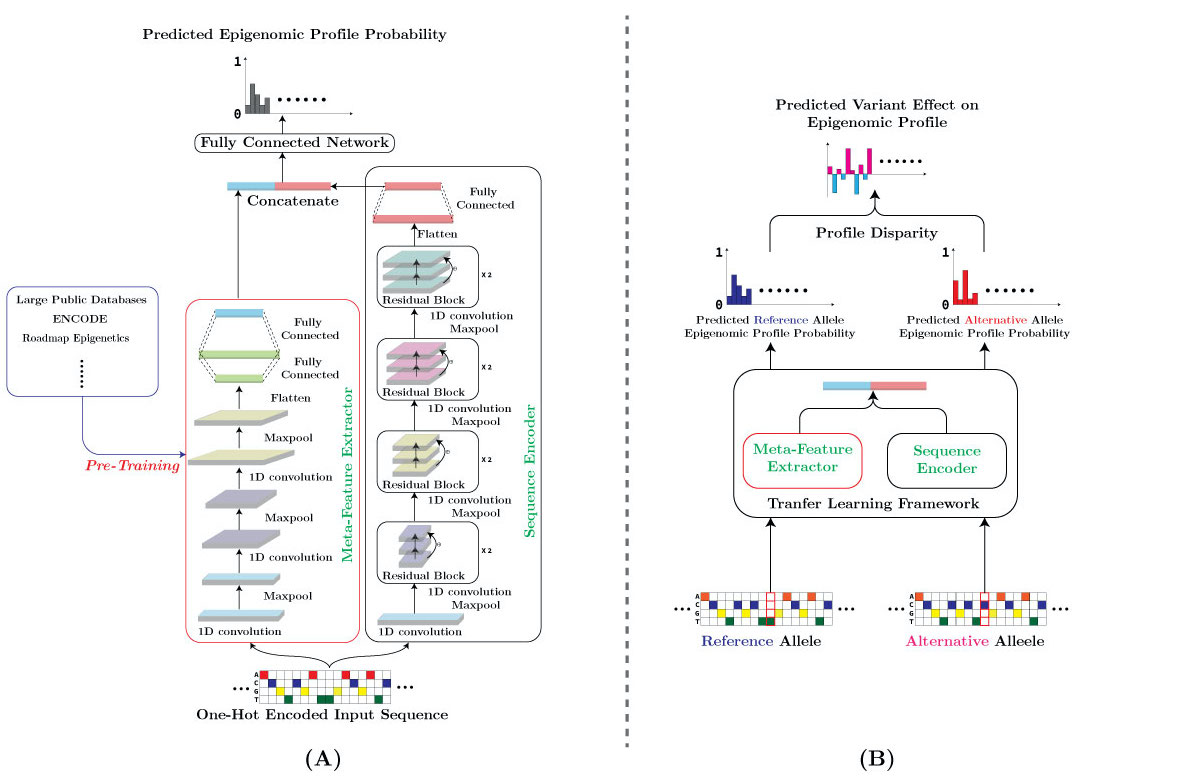 Predicted Epigenomic Profile Probability
1
0
Fully Connected Network
Concatenate
Fully
Connected
Flatten
Residual Block
X 2
1D convolution
Maxpool
Residual Block
X 2
1D convolution
Maxpool
Residual Block
X 2
1D convolution
Maxpool
Residual Block
X 2
1D convolution
Maxpool
1D convolution
Sequence Encoder
Large Public Databases
ENCODE
Roadmap Epigenetics
Pre-Training
Fully
Connected
Fully
Connected
Flatten
Maxpool
1D convolution
Maxpool
1D convolution
Maxpool
1D convolution
Meta-Feature Extractor
A
C
G
T
One-Hot Encoded Input Sequence
(A)
Predicted Variant Effect on
Epigenomic Profile
Profile Disparity
1
0
Predicted Reference Allele
Epigenomic Profile Probability
1
0
Predicted Alternative Allele
Epigenomic Profile Probability
Meta-Feature
Extractor
Sequence
Encoder
Tranfer Learning Framework
A
C
G
T
Reference Allele
A
C
G
T
Alternative Alleele
(B)